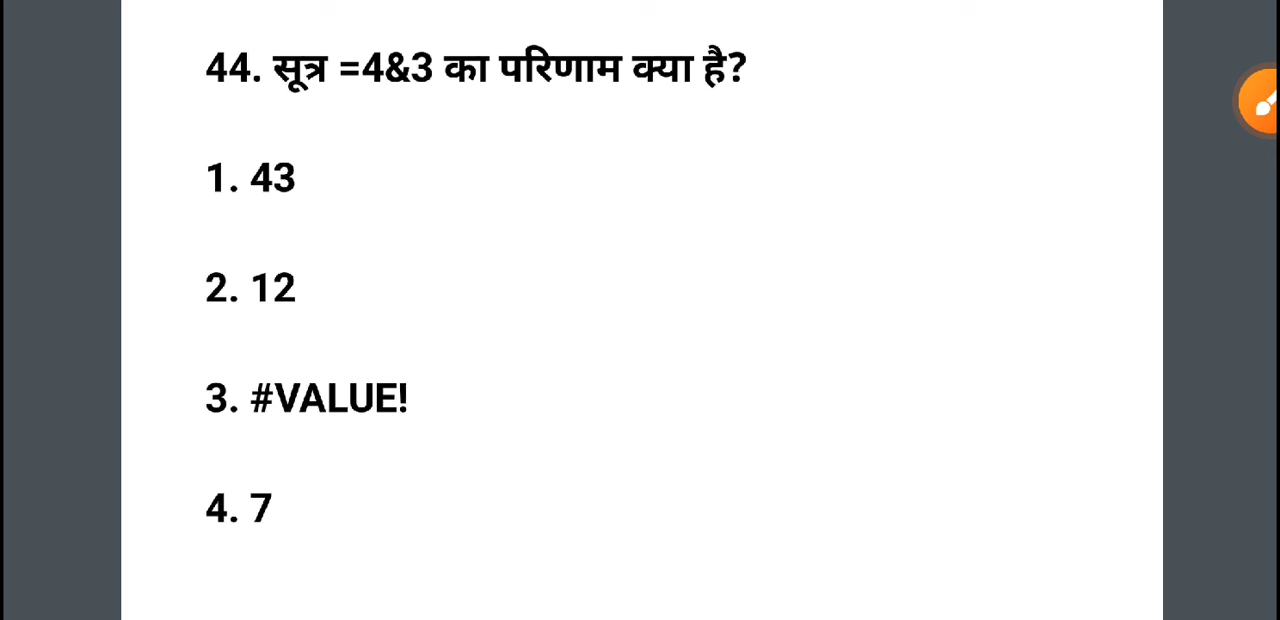 44. सूत्र =4&3 का परिणाम क्या है?
1. 43
2. 12
3. #VALUE!
4. 7